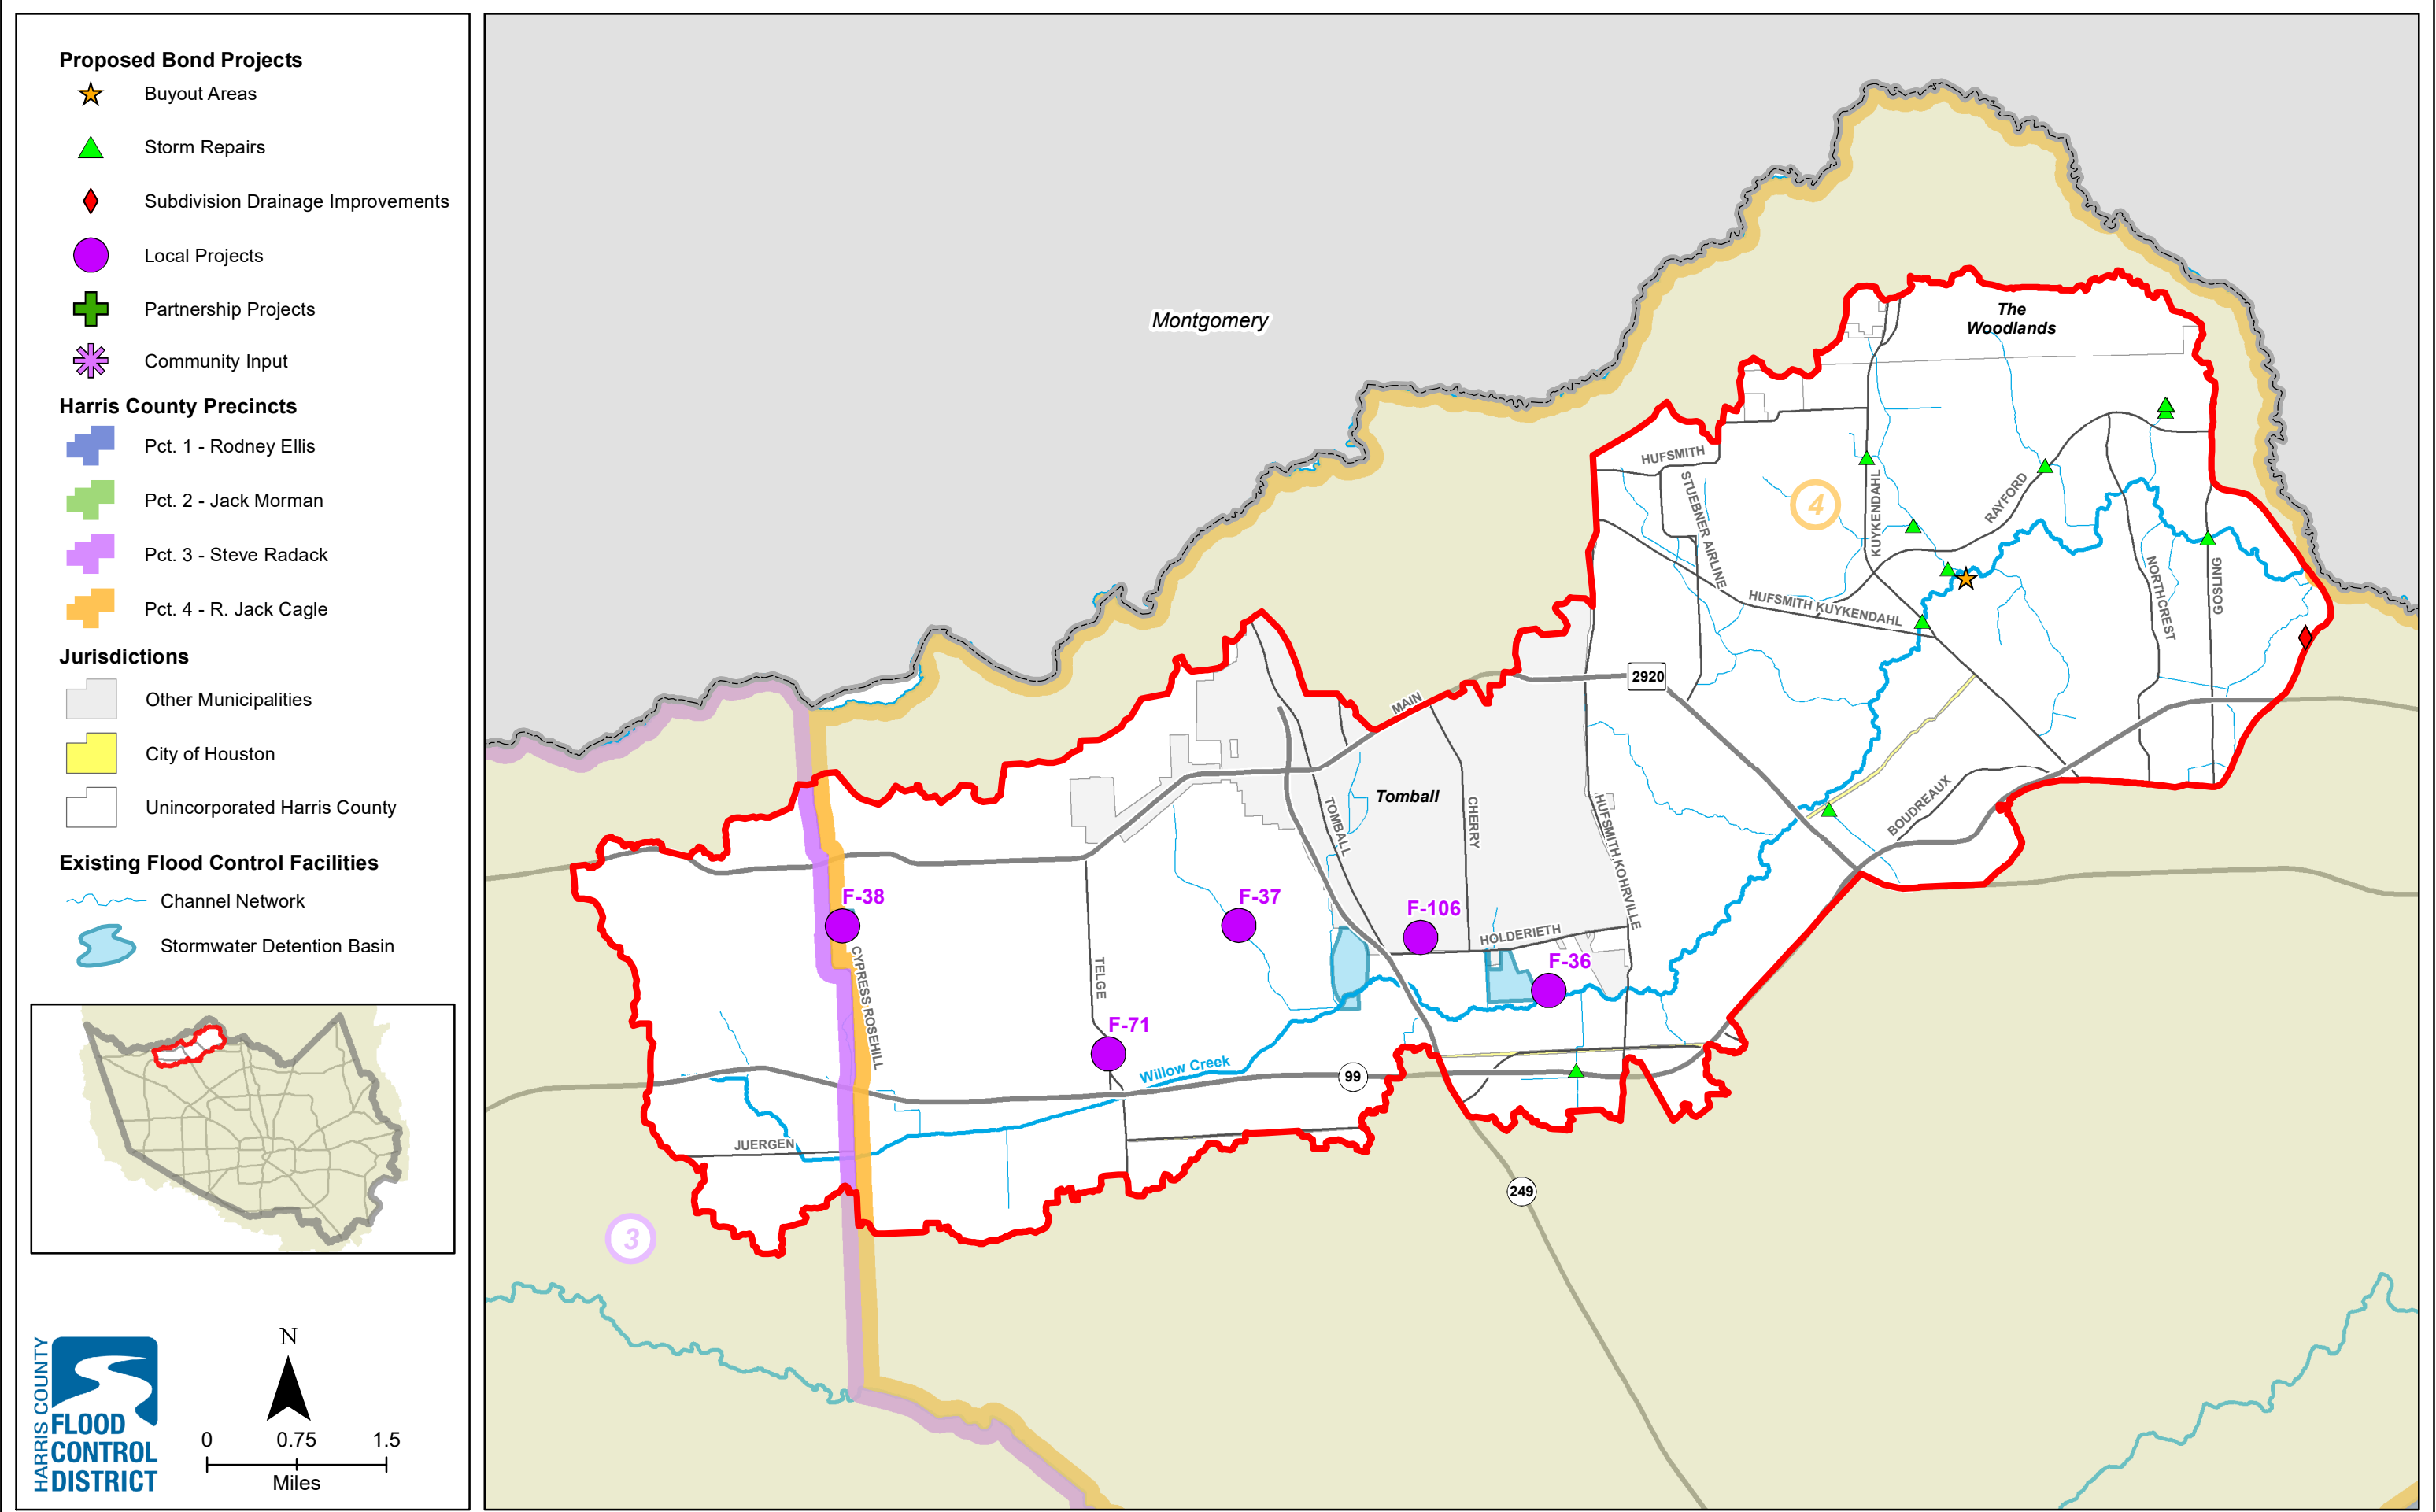 Proposed Bond Projects
Buyout Areas
Storm Repairs
Subdivision Drainage Improvements
Local Projects
Partnership Projects
Community Input
Harris County Precincts
Pct. 1 - Rodney Ellis
Pct. 2 - Jack Morman
Pct. 3 - Steve Radack
Pct. 4 - R. Jack Cagle
Jurisdictions
Other Municipalities
City of Houston
Unincorporated Harris County
Existing Flood Control Facilities
Channel Network
Stormwater Detention Basin
HARRIS COUNTY
FLOOD
CONTROL
DISTRICT
N
0 0.75 1.5
Miles
Montgomery
The
Woodlands
HUFSMITH
STUEBNER AIRLINE
4
KUYKENDAHL
RAYFORD
NORTHCREST
GOSLING
HUFSMITH KUYKENDAHL
2920
MAIN
Tomball
TOMBALL
CHERRY
HUFSMITH KOHRVILLE
BOUDREAUX
F-38
F-37
F-106
HOLDERIETH
F-36
CYPRESS ROSEHILL
TELGE
F-71
Willow Creek
99
JUERGEN
249
3